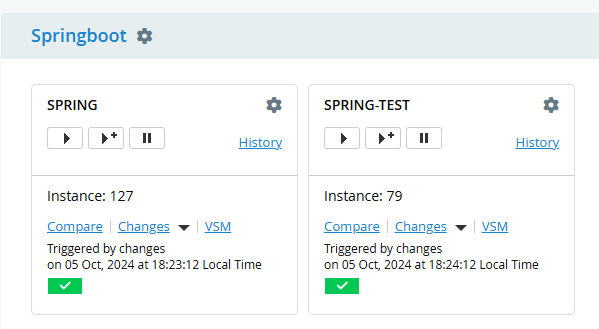 Springboot
SPRING
History
Instance: 127
Compare Changes VSM
Triggered by changes
on 05 Oct, 2024 at 18:23:12 Local Time
SPRING-TEST
History
Instance: 79
Compare Changes VSM
Triggered by changes
on 05 Oct, 2024 at 18:24:12 Local Time